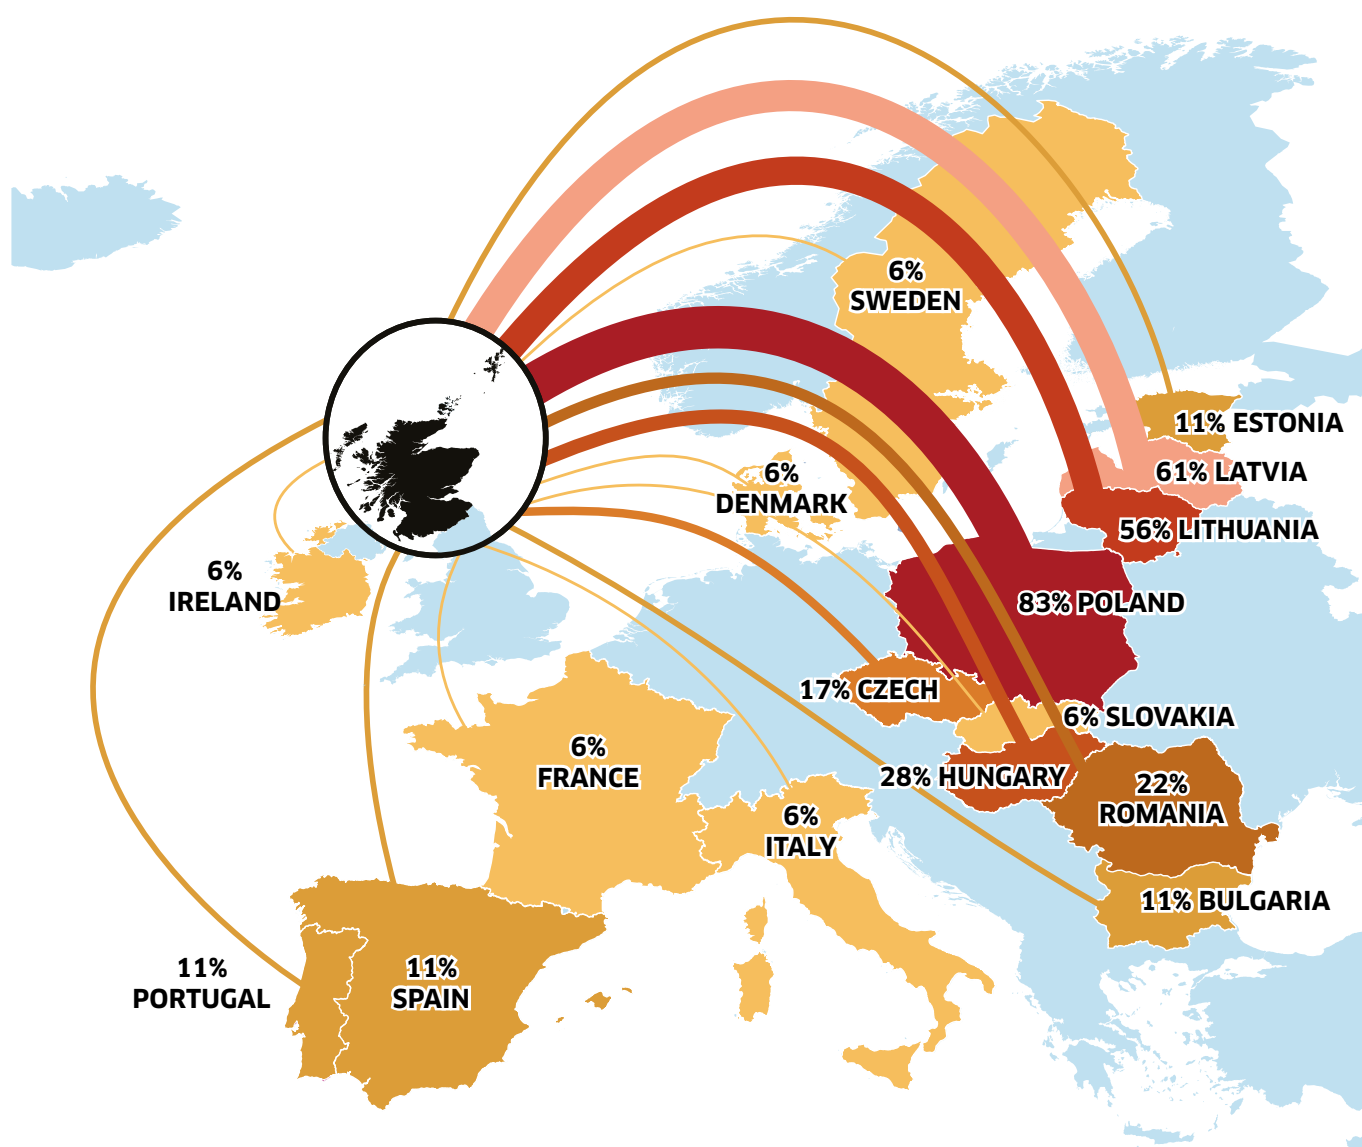 6%
SWEDEN
11% ESTONIA
61% LATVIA
6%
DENMARK
56% LITHUANIA
6%
IRELAND
83% POLAND
17% CZECH
6% SLOVAKIA
6%
FRANCE
28% HUNGARY
22%
ROMANIA
6%
ITALY
11% BULGARIA
11%
PORTUGAL
11%
SPAIN